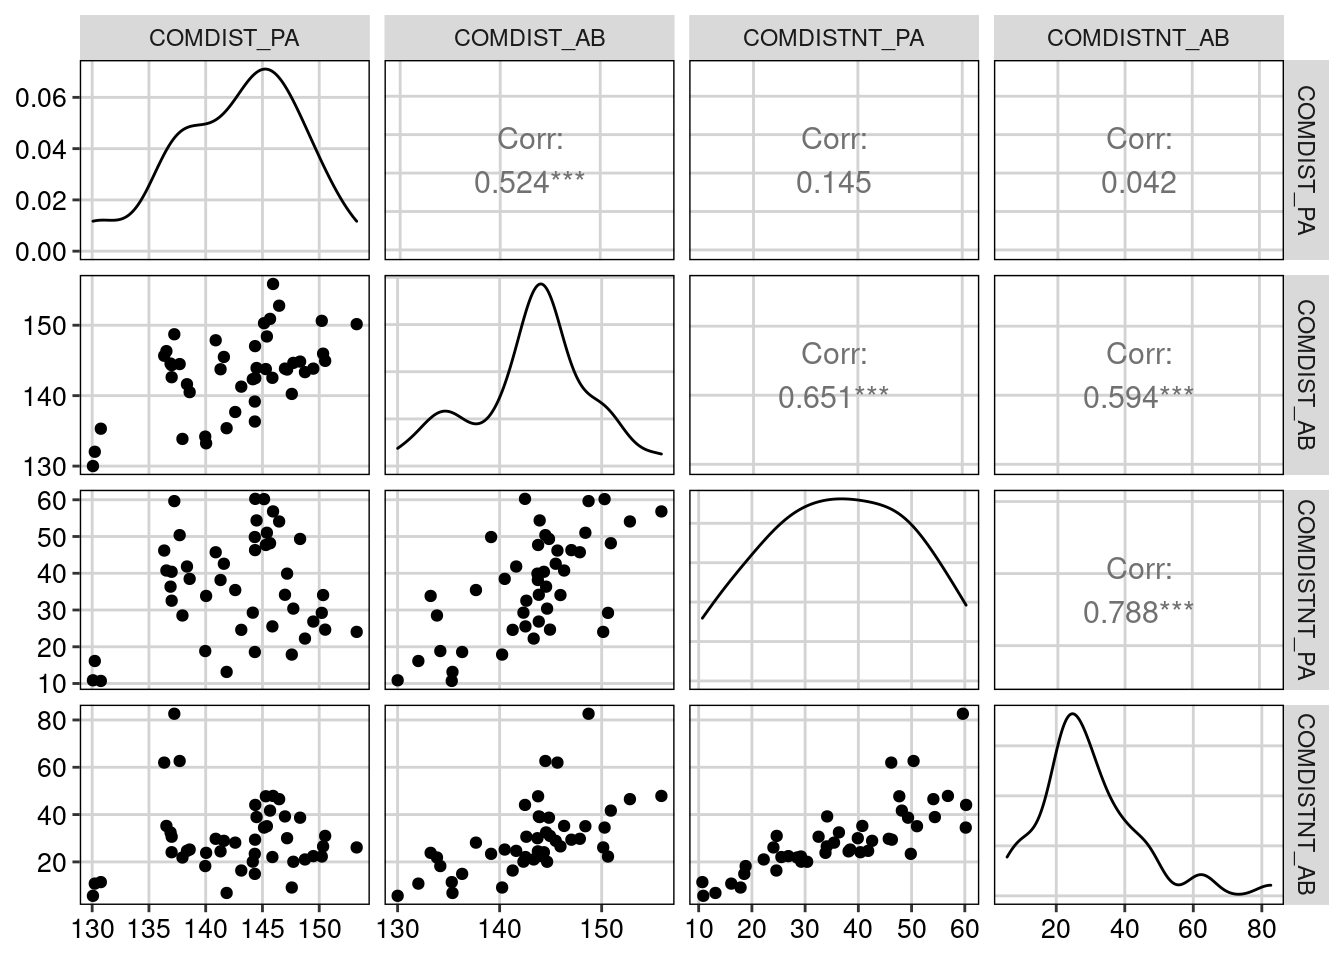 COMDIST_PA COMDIST_AB COMDISTNT_PA COMDISTNT_AB
0.06
0.04
0.02
0.00
Corr:
0.524***
Corr:
0.145
Corr:
0.042
COMDIST_PA
150
140
130
Corr:
0.651***
Corr:
0.594***
COMDIST_AB
60
50
40
30
20
10
Corr:
0.788***
COMDISTNT_PA
80
60
40
20
COMDISTNT_AB
130 135 140 145 150 130 140 150 10 20 30 40 50 60 20 40 60 80